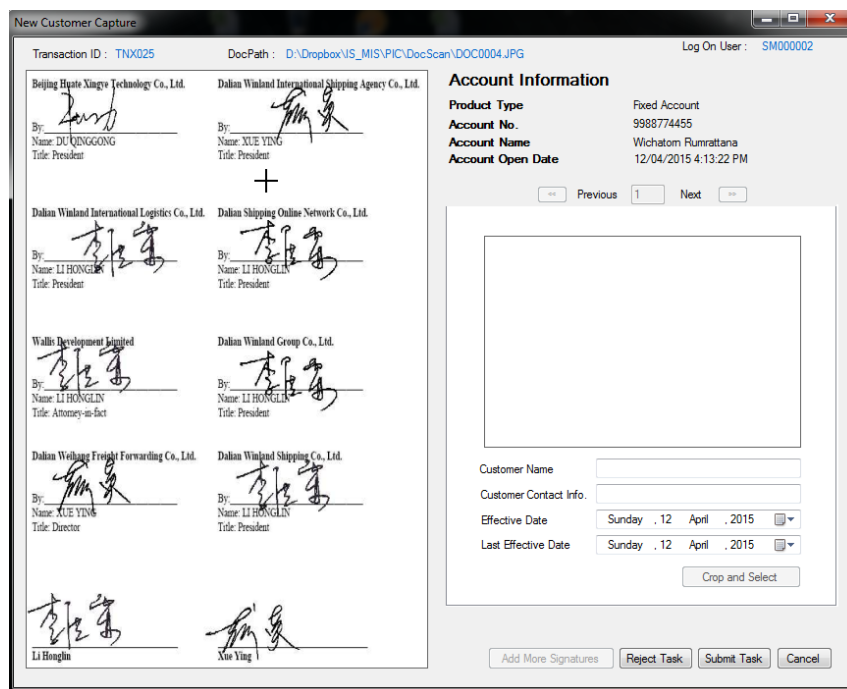 New Customer Capture
Transaction ID : TNX025
DocPath : D:\Dropbox\IS_MIS\PIC\DocScan\DOC0004.JPG
Log On User : SM000002
Beijing Huate Xingye Technology Co., Ltd.
By:
Name: DU QINGGONG
Title: President
Dalian Winland International Shipping Agency Co., Ltd.
By:
Name: XUE YING
Title: President
Dalian Winland International Logistics Co., Ltd.
By:
Name: LI HONGLIN
Title: President
Dalian Shipping Online Network Co., Ltd.
By:
Name: LI HONGLIN
Title: President
Wallis Development Limited
By:
Name: LI HONGLIN
Title: Attorney-in-fact
Dalian Winland Group Co., Ltd.
By:
Name: LI HONGLIN
Title: President
Dalian Weihang Freight Forwarding Co., Ltd.
By:
Name: XUE YING
Title: Director
Dalian Winland Shipping Co., Ltd.
By:
Name: LI HONGLIN
Title: President
Li Honglin
Xue Ying
Account Information
Product Type Fixed Account
Account No. 9988774455
Account Name Wichatorn Rumrattana
Account Open Date 12/04/2015 4:13:22 PM
<< Previous 1 Next >>
Customer Name
Customer Contact Info.
Effective Date Sunday , 12 April , 2015
Last Effective Date Sunday , 12 April , 2015
Crop and Select
Add More Signatures Reject Task Submit Task Cancel